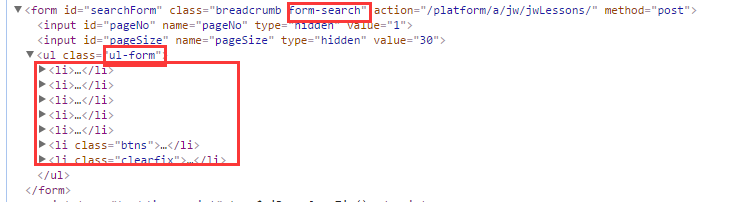 ▼<form id="searchForm" class="breadcrumb form-search" action="/platform/a/jw/jwLessons/" method="post">
<input id="pageNo" name="pageNo" type="hidden" value="1">
<input id="pageSize" name="pageSize" type="hidden" value="30">
▼<ul class="ul-form">
▶<li>…</li>
▶<li>…</li>
▶<li>…</li>
▶<li>…</li>
▶<li>…</li>
▶<li class="btns">…</li>
▶<li class="clearfix">…</li>
</ul>
</form>